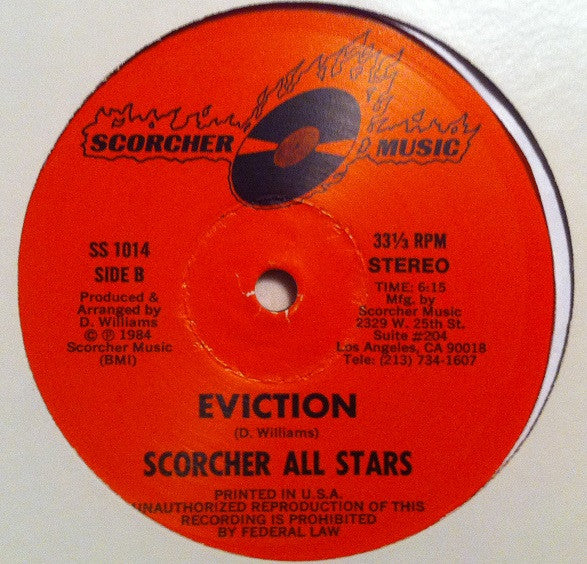 SCORCHER MUSIC
SS 1014
SIDE B
Produced &
Arranged by
D. Williams
© ℗ 1984
Scorcher Music
(BMI)
33⅓ RPM
STEREO
TIME: 6:15
Mfg. by
Scorcher Music
2329 W. 25th St.
Suite #204
Los Angeles, CA 90018
Tele: (213) 734-1607
EVICTION
(D. Williams)
SCORCHER ALL STARS
PRINTED IN U.S.A.
UNAUTHORIZED REPRODUCTION OF THIS
RECORDING IS PROHIBITED
BY FEDERAL LAW